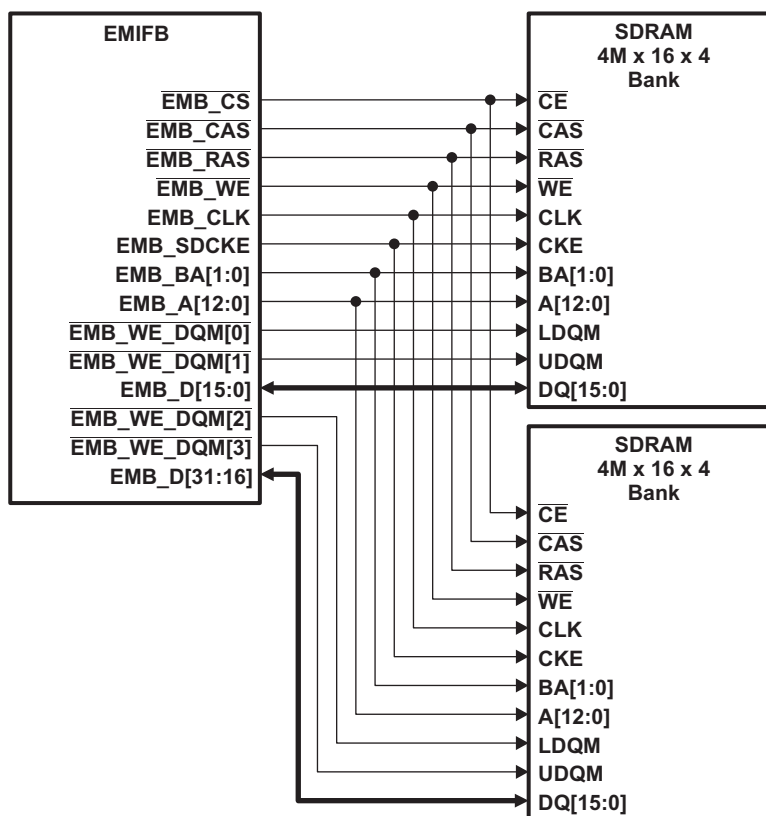 EMIFB
EMB_CS
EMB_CAS
EMB_RAS
EMB_WE
EMB_CLK
EMB_SDCKE
EMB_BA[1:0]
EMB_A[12:0]
EMB_WE_DQM[0]
EMB_WE_DQM[1]
EMB_D[15:0]
EMB_WE_DQM[2]
EMB_WE_DQM[3]
EMB_D[31:16]
SDRAM
4M x 16 x 4
Bank
CE
CAS
RAS
WE
CLK
CKE
BA[1:0]
A[12:0]
LDQM
UDQM
DQ[15:0]
SDRAM
4M x 16 x 4
Bank
CE
CAS
RAS
WE
CLK
CKE
BA[1:0]
A[12:0]
LDQM
UDQM
DQ[15:0]